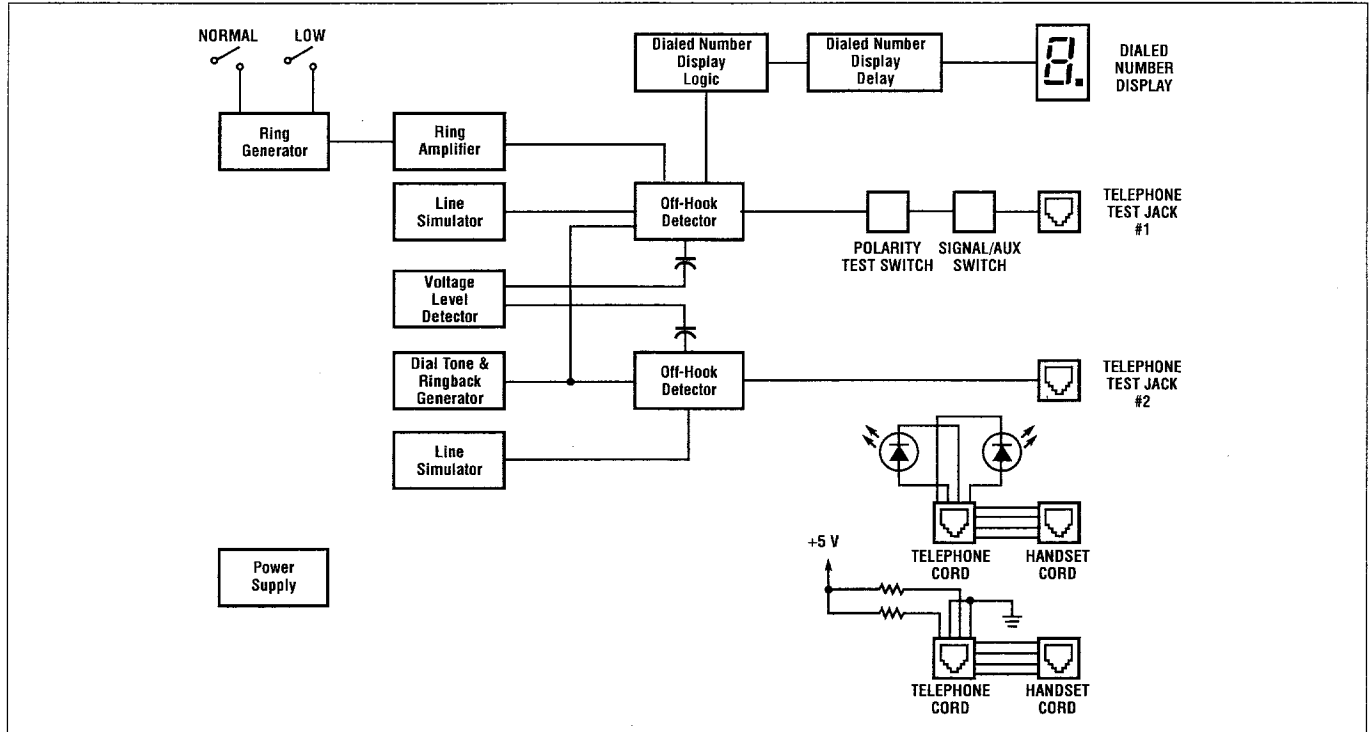 NORMAL LOW
Dialed Number
Display
Logic
Dialed Number
Display
Delay
8.
DIALED
NUMBER
DISPLAY
Ring
Generator
Ring
Amplifier
Line
Simulator
Off-Hook
Detector
POLARITY
TEST SWITCH
SIGNAL/AUX
SWITCH
TELEPHONE
TEST JACK
#1
Voltage
Level
Detector
Dial Tone &
Ringback
Generator
Off-Hook
Detector
TELEPHONE
TEST JACK
#2
Line
Simulator
TELEPHONE
CORD
HANDSET
CORD
Power
Supply
+5 V
TELEPHONE
CORD
HANDSET
CORD